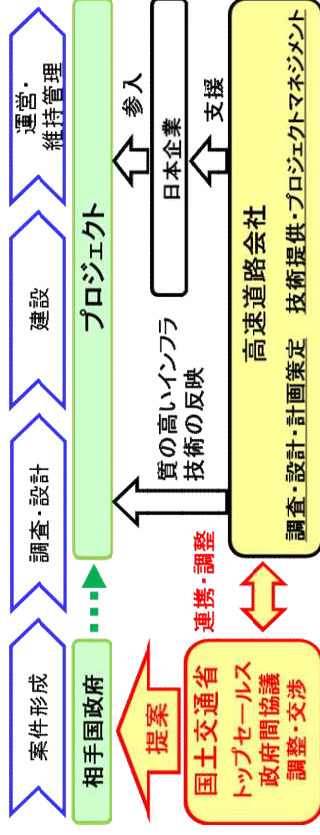 案件形成
調査・設計
建設
運営・
維持管理
相手国政府
プロジェクト
提案
質の高いインフラ
技術の反映
参入
日本企業
支援
国土交通省
トップセールス
政府間協議
調整・交渉
連携・調整
高速道路会社
調査・設計・計画策定　技術提供・プロジェクトマネジメント